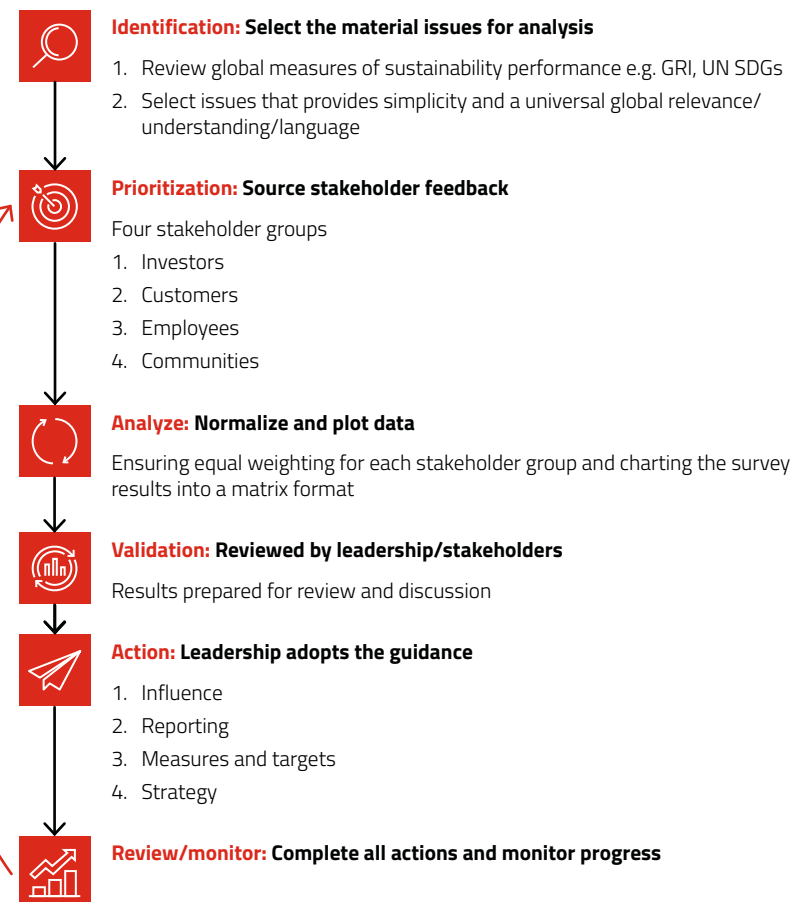 Identification: Select the material issues for analysis
1. Review global measures of sustainability performance e.g. GRI, UN SDGs
2. Select issues that provides simplicity and a universal global relevance/
understanding/language
Prioritization: Source stakeholder feedback
Four stakeholder groups
1. Investors
2. Customers
3. Employees
4. Communities
Analyze: Normalize and plot data
Ensuring equal weighting for each stakeholder group and charting the survey
results into a matrix format
Validation: Reviewed by leadership/stakeholders
Results prepared for review and discussion
Action: Leadership adopts the guidance
1. Influence
2. Reporting
3. Measures and targets
4. Strategy
Review/monitor: Complete all actions and monitor progress